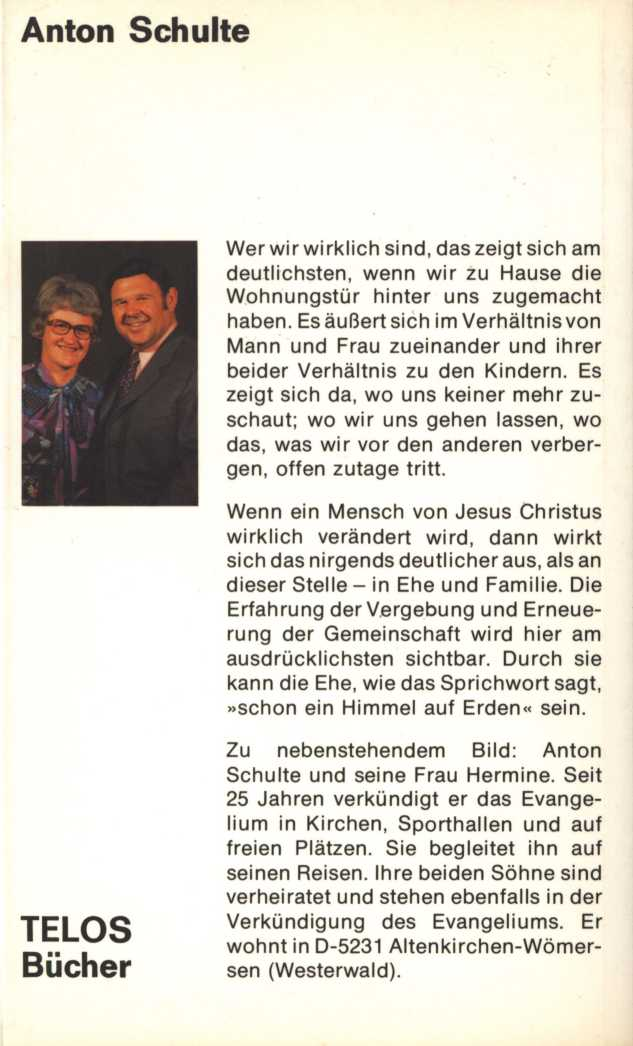 Anton Schulte
Wer wir wirklich sind, das zeigt sich am
deutlichsten, wenn wir zu Hause die
Wohnungstür hinter uns zugemacht
haben. Es äußert sich im Verhältnis von
Mann und Frau zueinander und ihrer
beider Verhältnis zu den Kindern. Es
zeigt sich da, wo uns keiner mehr zu-
schaut; wo wir uns gehen lassen, wo
das, was wir vor den anderen verber-
gen, offen zutage tritt.
Wenn ein Mensch von Jesus Christus
wirklich verändert wird, dann wirkt
sich das nirgends deutlicher aus, als an
dieser Stelle – in Ehe und Familie. Die
Erfahrung der Vergebung und Erneue-
rung der Gemeinschaft wird hier am
ausdrücklichsten sichtbar. Durch sie
kann die Ehe, wie das Sprichwort sagt,
»schon ein Himmel auf Erden« sein.
Zu nebenstehendem Bild: Anton
Schulte und seine Frau Hermine. Seit
25 Jahren verkündigt er das Evange-
lium in Kirchen, Sporthallen und auf
freien Plätzen. Sie begleitet ihn auf
seinen Reisen. Ihre beiden Söhne sind
verheiratet und stehen ebenfalls in der
Verkündigung des Evangeliums. Er
wohnt in D-5231 Altenkirchen-Wömer-
sen (Westerwald).
TELOS
Bücher